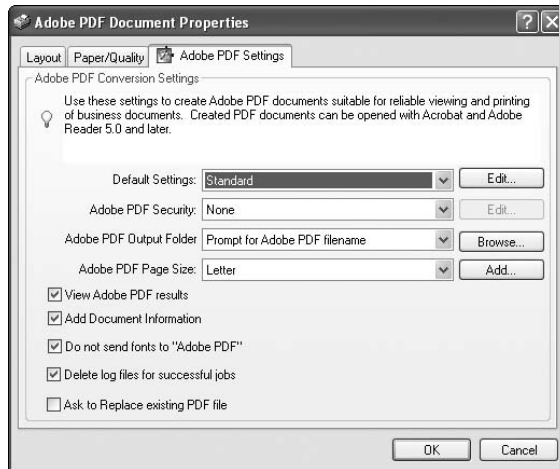 Adobe PDF Document Properties
Layout Paper/Quality Adobe PDF Settings
Adobe PDF Conversion Settings
Use these settings to create Adobe PDF documents suitable for reliable viewing and printing
of business documents. Created PDF documents can be opened with Acrobat and Adobe
Reader 5.0 and later.
Default Settings: Standard Edit...
Adobe PDF Security: None Edit...
Adobe PDF Output Folder Prompt for Adobe PDF filename Browse...
Adobe PDF Page Size: Letter Add...
View Adobe PDF results
Add Document Information
Do not send fonts to "Adobe PDF"
Delete log files for successful jobs
Ask to Replace existing PDF file
OK Cancel